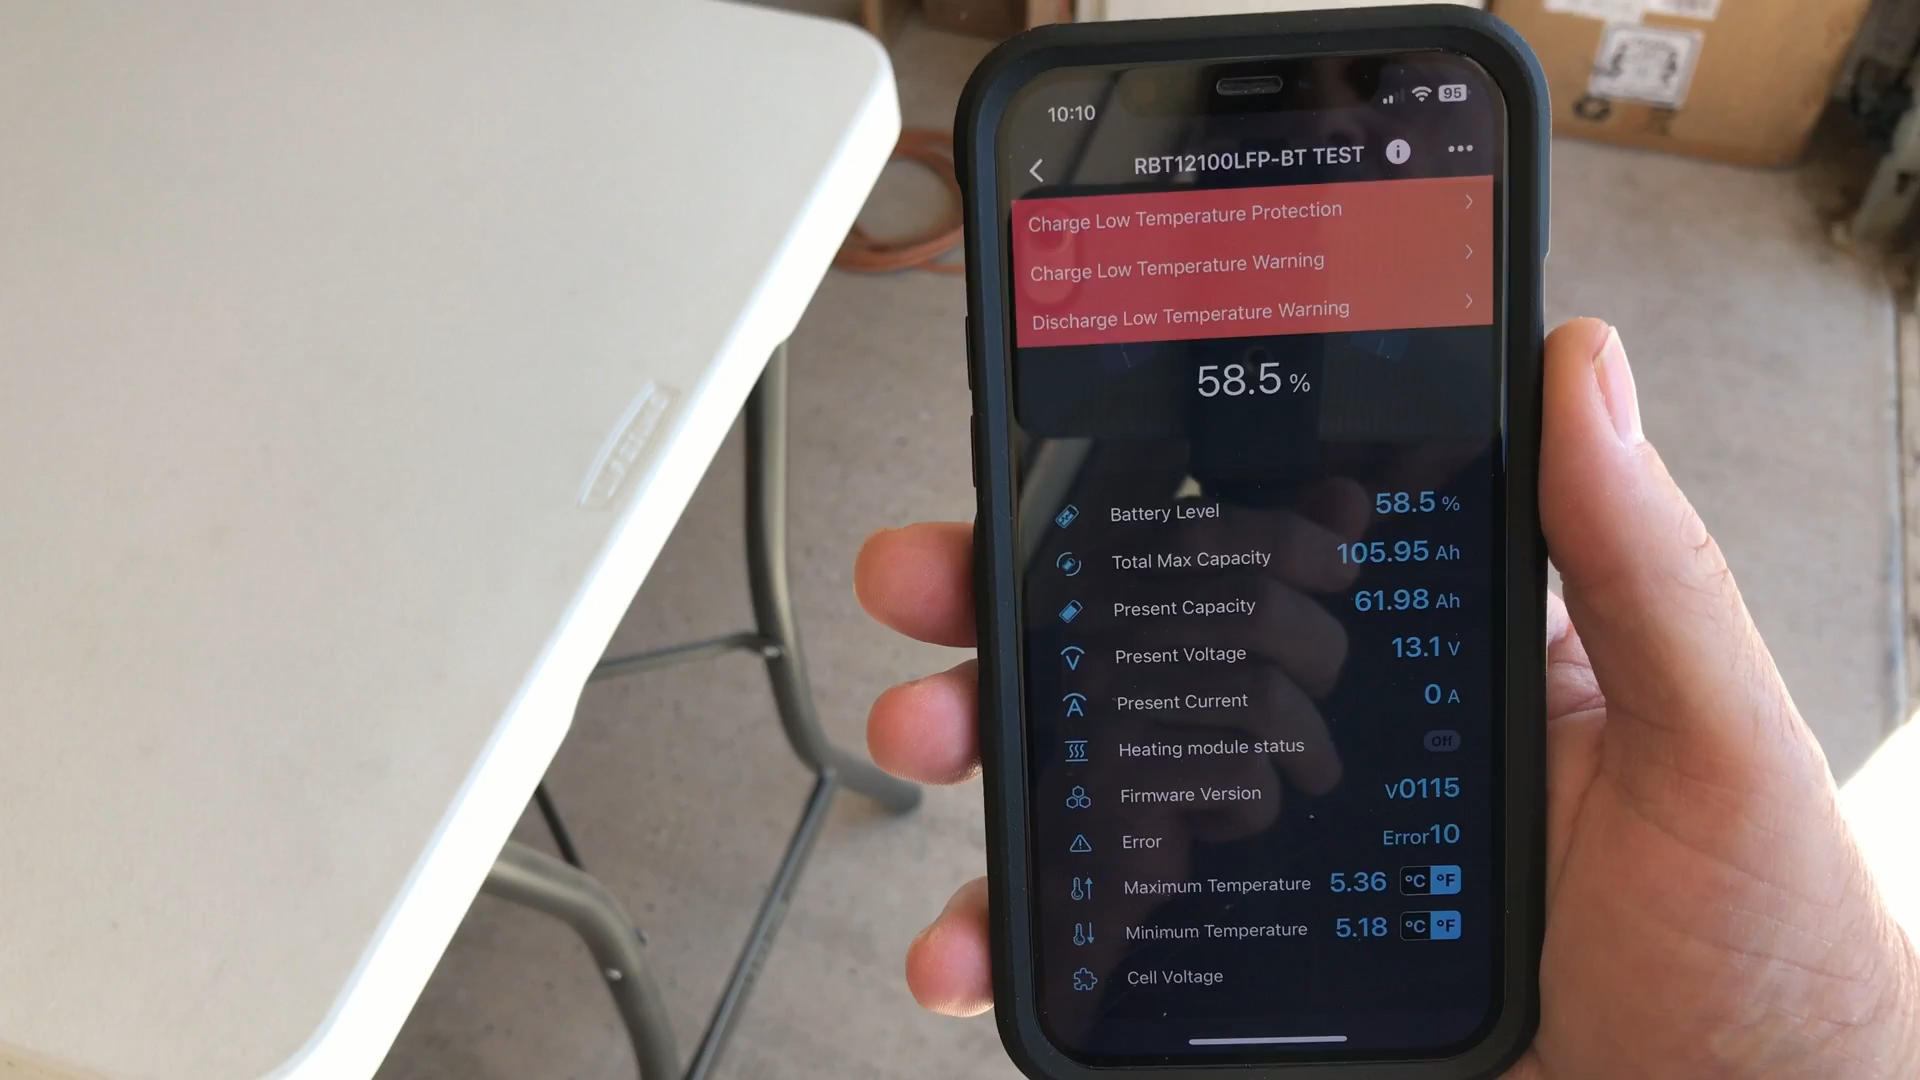 10:10
95
RBT12100LFP-BT TEST
Charge Low Temperature Protection
Charge Low Temperature Warning
Discharge Low Temperature Warning
58.5 %
Battery Level 58.5 %
Total Max Capacity 105.95 Ah
Present Capacity 61.98 Ah
Present Voltage 13.1 V
Present Current 0 A
Heating module status Off
Firmware Version v0115
Error Error10
Maximum Temperature 5.36 °C °F
Minimum Temperature 5.18 °C °F
Cell Voltage
LIFETIME